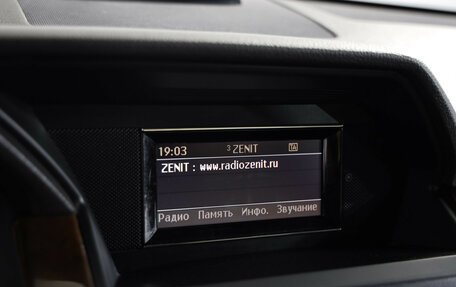 19:03 3 ZENIT TA
ZENIT : www.radiozenit.ru
Радио Память Инфо. Звучание